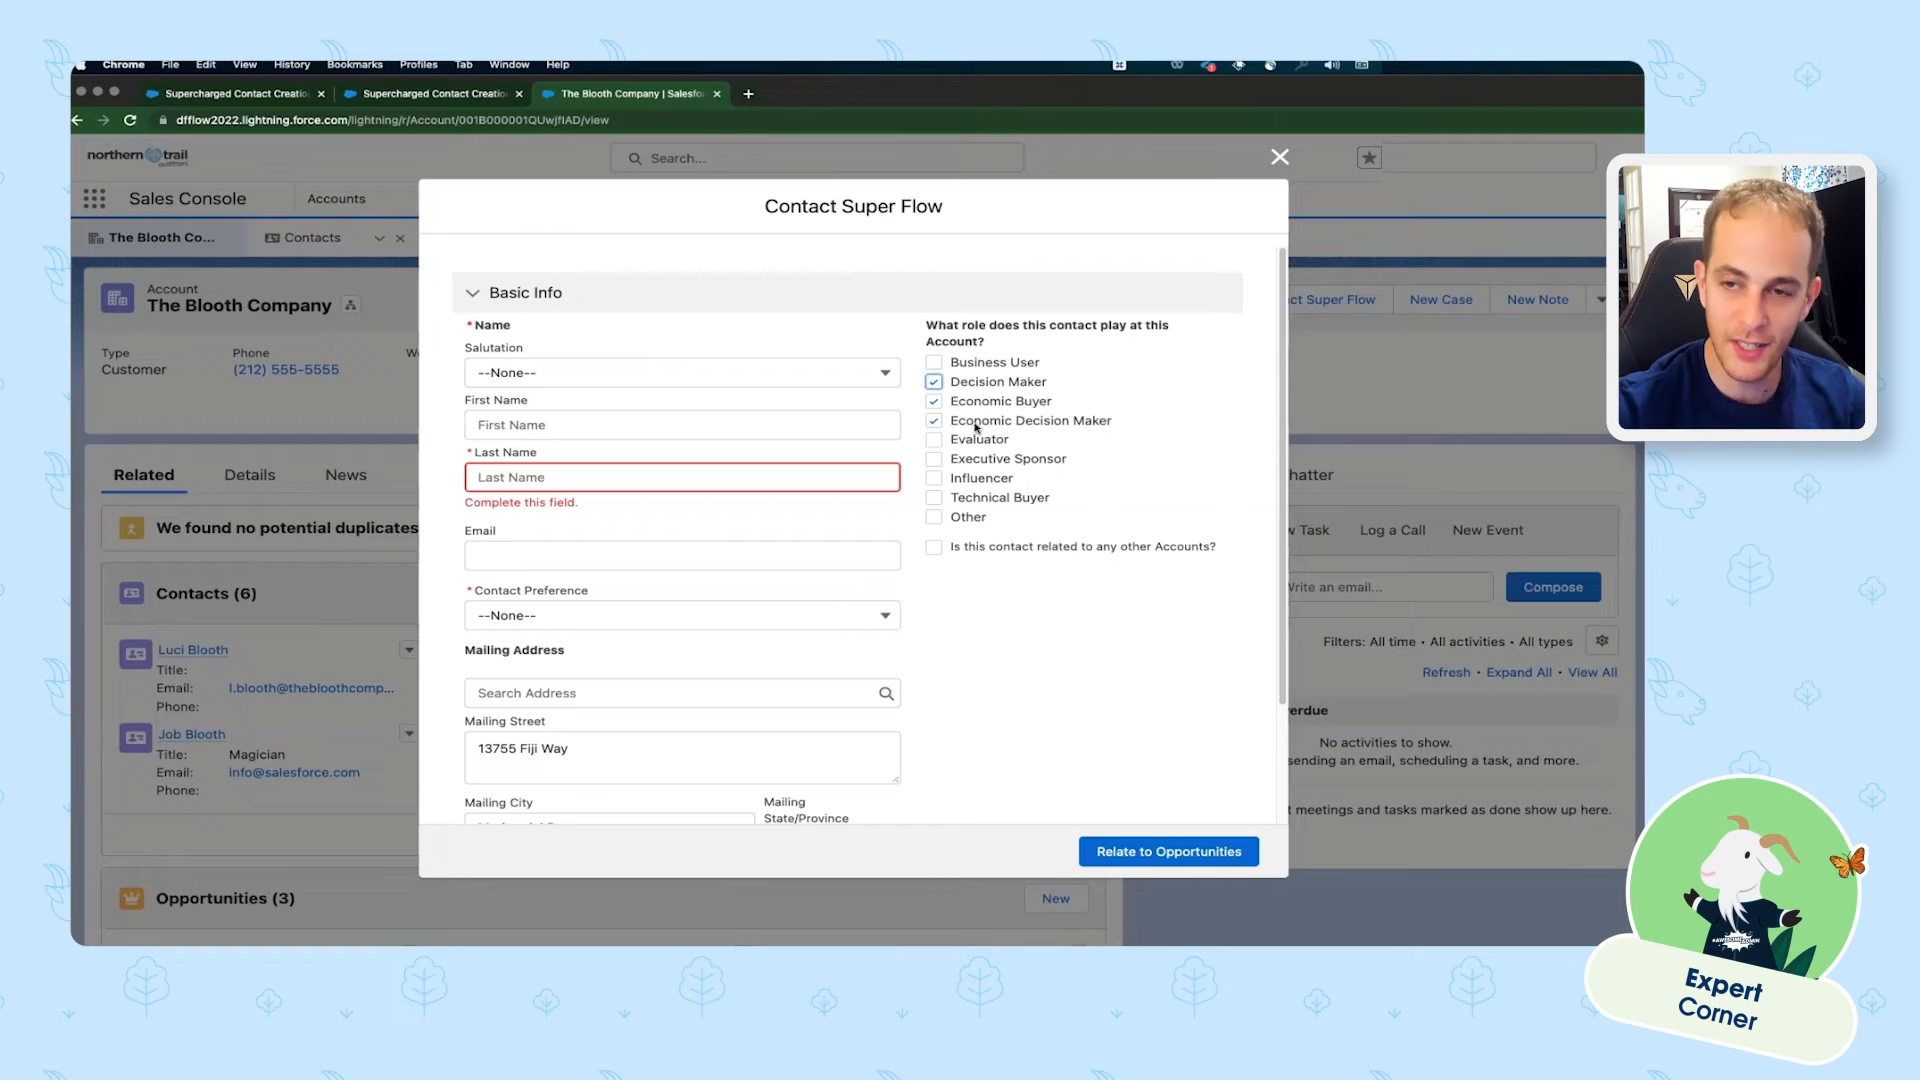 Chrome File Edit View History Bookmarks Profiles Tab Window Help
Supercharged Contact Creatio
Supercharged Contact Creatio
The Blooth Company | Salesfo
dfflow2022.lightning.force.com/lightning/r/Account/001B000001QUwjfIAD/view
northern trail
outfitters
Search...
Sales Console
Accounts
The Blooth Co...
Contacts
Account
The Blooth Company
Type
Customer
Phone
(212) 555-5555
ct Super Flow
New Case
New Note
Related
Details
News
We found no potential duplicates
Contacts (6)
Luci Blooth
Title:
Email: l.blooth@thebloothcomp...
Phone:
Job Blooth
Title: Magician
Email: info@salesforce.com
Phone:
Opportunities (3)
New
Contact Super Flow
Basic Info
* Name
Salutation
--None--
First Name
First Name
* Last Name
Last Name
Complete this field.
Email
* Contact Preference
--None--
Mailing Address
Search Address
Mailing Street
13755 Fiji Way
Mailing City
Mailing
State/Province
What role does this contact play at this
Account?
Business User
Decision Maker
Economic Buyer
Economic Decision Maker
Evaluator
Executive Sponsor
Influencer
Technical Buyer
Other
Is this contact related to any other Accounts?
Relate to Opportunities
hatter
w Task
Log a Call
New Event
Write an email...
Compose
Filters: All time • All activities • All types
Refresh • Expand All • View All
verdue
No activities to show.
sending an email, scheduling a task, and more.
t meetings and tasks marked as done show up here.
#AWESOMEADMIN
Expert
Corner